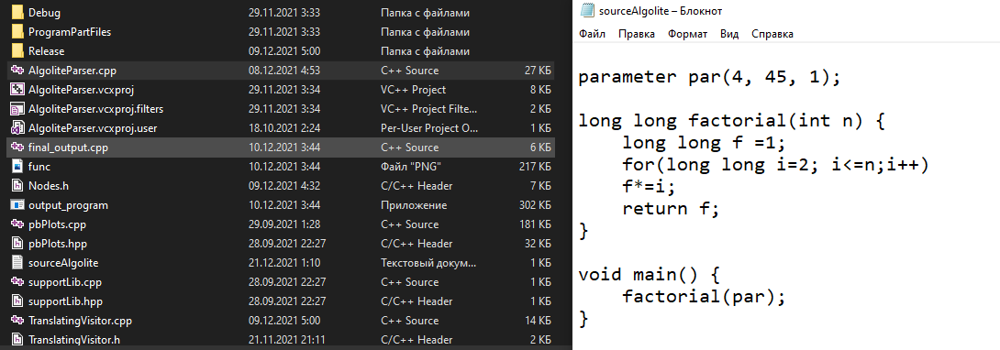 Debug 29.11.2021 3:33 Папка с файлами
ProgramPartFiles 29.11.2021 3:33 Папка с файлами
Release 09.12.2021 5:00 Папка с файлами
AlgoliteParser.cpp 08.12.2021 4:53 C++ Source 27 КБ
AlgoliteParser.vcxproj 29.11.2021 3:34 VC++ Project 8 КБ
AlgoliteParser.vcxproj.filters 29.11.2021 3:34 VC++ Project Filte... 2 КБ
AlgoliteParser.vcxproj.user 18.10.2021 2:24 Per-User Project O... 1 КБ
final_output.cpp 10.12.2021 3:44 C++ Source 6 КБ
func 10.12.2021 3:44 Файл "PNG" 217 КБ
Nodes.h 09.12.2021 4:32 C/C++ Header 7 КБ
output_program 10.12.2021 3:44 Приложение 302 КБ
pbPlots.cpp 29.09.2021 1:28 C++ Source 181 КБ
pbPlots.hpp 28.09.2021 22:27 C/C++ Header 32 КБ
sourceAlgolite 21.12.2021 1:10 Текстовый докум... 1 КБ
supportLib.cpp 28.09.2021 22:27 C++ Source 1 КБ
supportLib.hpp 28.09.2021 22:27 C/C++ Header 1 КБ
TranslatingVisitor.cpp 09.12.2021 5:00 C++ Source 14 КБ
TranslatingVisitor.h 21.11.2021 21:11 C/C++ Header 2 КБ
sourceAlgolite – Блокнот
Файл Правка Формат Вид Справка
parameter par(4, 45, 1);
long long factorial(int n) {
long long f =1;
for(long long i=2; i<=n;i++)
f*=i;
return f;
}
void main() {
factorial(par);
}